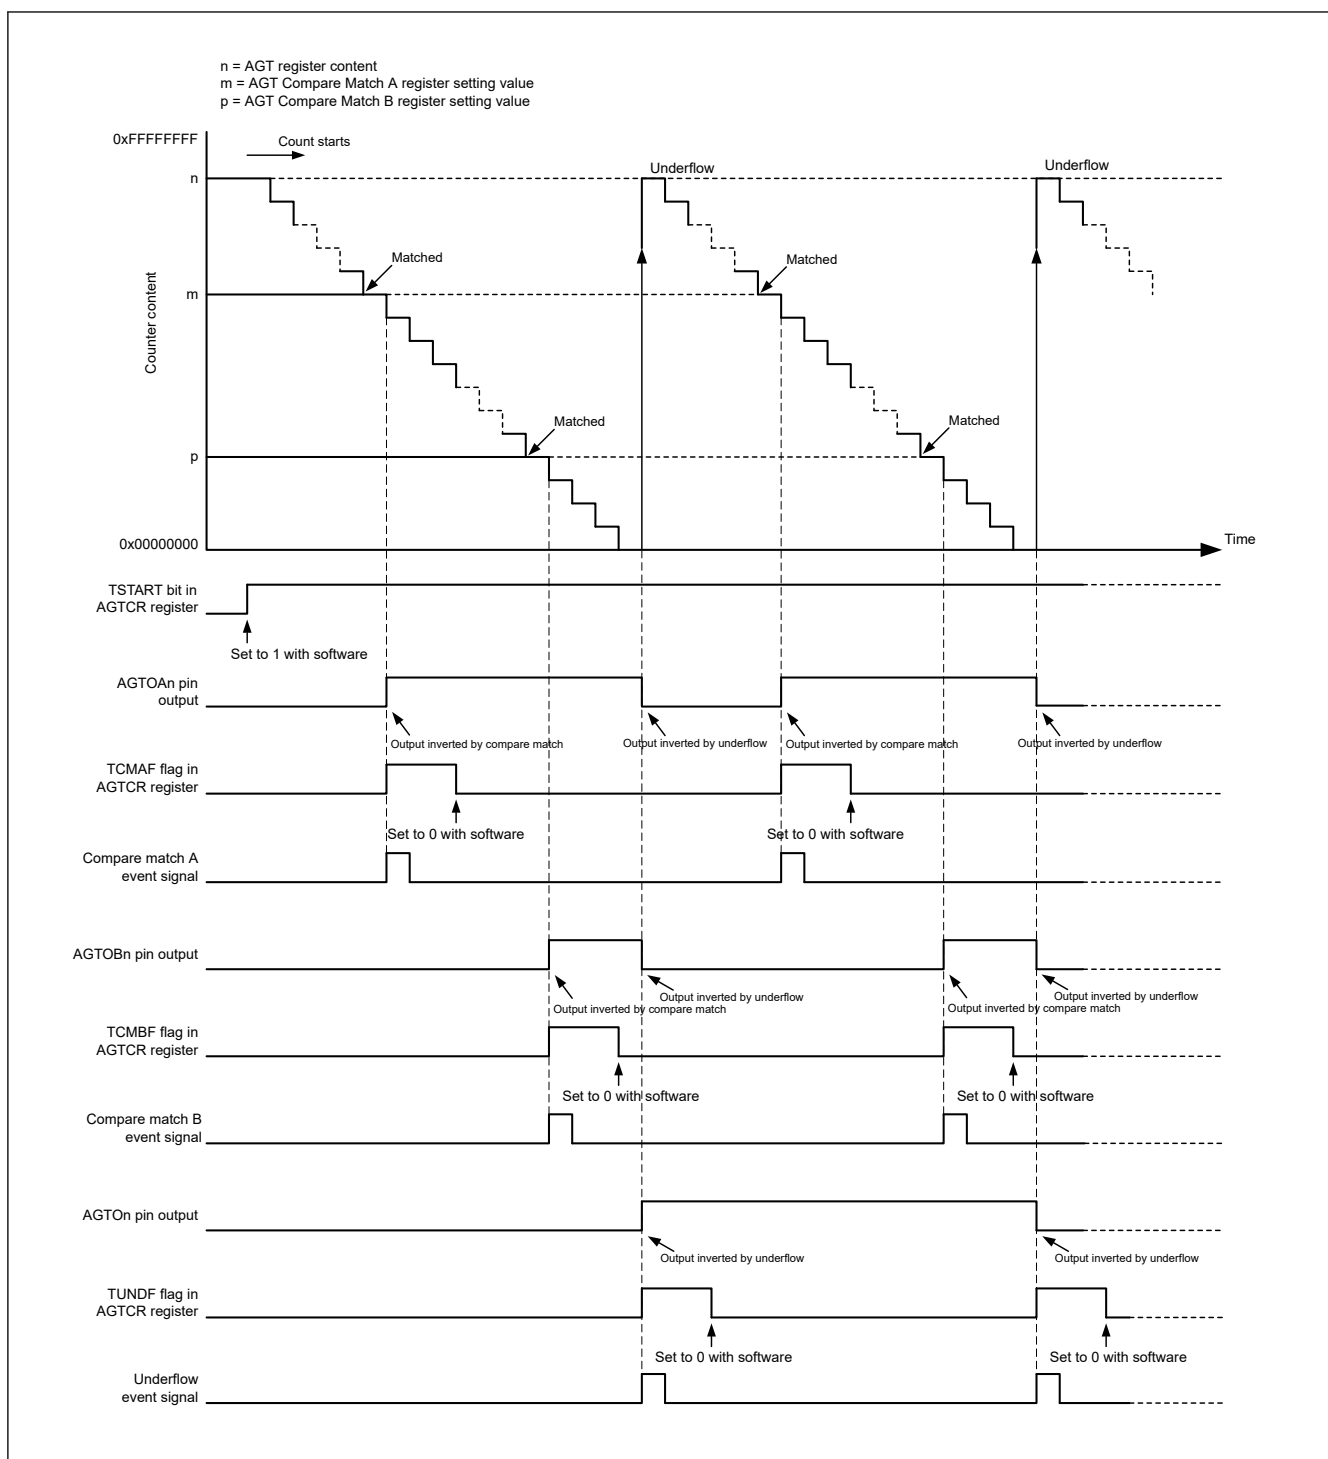 n = AGT register content
m = AGT Compare Match A register setting value
p = AGT Compare Match B register setting value
0xFFFFFFFF
Count starts
Underflow
Underflow
n
Matched
Matched
m
Counter content
Matched
Matched
p
0x00000000
Time
TSTART bit in
AGTCR register
Set to 1 with software
AGTOAn pin
output
Output inverted by compare match
Output inverted by underflow
Output inverted by compare match
Output inverted by underflow
TCMAF flag in
AGTCR register
Set to 0 with software
Set to 0 with software
Compare match A
event signal
AGTOBn pin output
Output inverted by underflow
Output inverted by compare match
Output inverted by underflow
Output inverted by compare match
TCMBF flag in
AGTCR register
Set to 0 with software
Set to 0 with software
Compare match B
event signal
AGTOn pin output
Output inverted by underflow
Output inverted by underflow
TUNDF flag in
AGTCR register
Set to 0 with software
Set to 0 with software
Underflow
event signal